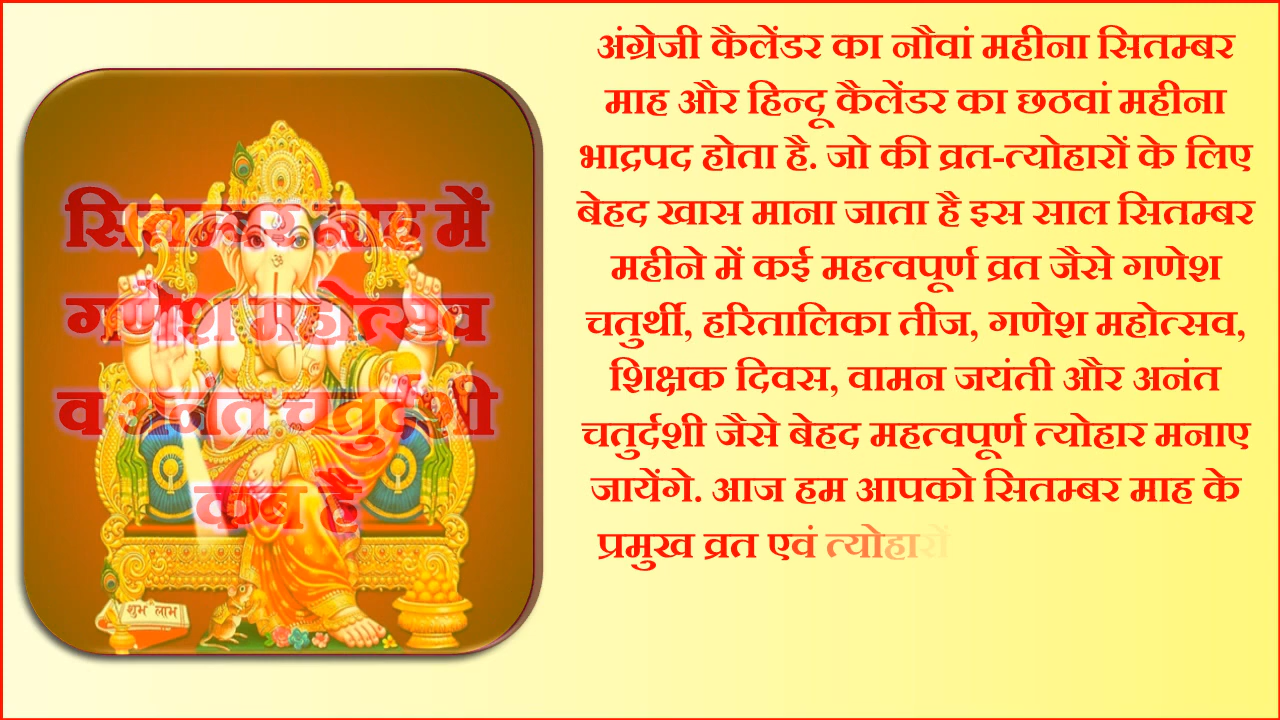 सितम्बर माह में
गणेश महोत्सव
व अनंत चतुर्दशी
कब है
शुभ लाभ
अंग्रेजी कैलेंडर का नौवां महीना सितम्बर
माह और हिन्दू कैलेंडर का छठवां महीना
भाद्रपद होता है. जो की व्रत-त्योहारों के लिए
बेहद खास माना जाता है इस साल सितम्बर
महीने में कई महत्वपूर्ण व्रत जैसे गणेश
चतुर्थी, हरितालिका तीज, गणेश महोत्सव,
शिक्षक दिवस, वामन जयंती और अनंत
चतुर्दशी जैसे बेहद महत्वपूर्ण त्योहार मनाए
जायेंगे. आज हम आपको सितम्बर माह के
प्रमुख व्रत एवं त्योहारों